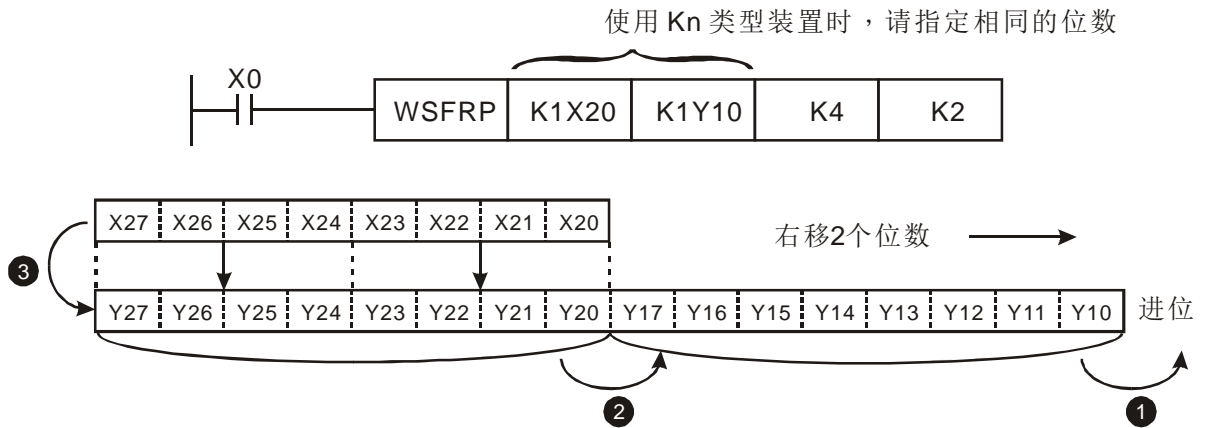 使用 Kn 类型装置时，请指定相同的位数
X0
WSFRP K1X20 K1Y10 K4 K2
X27 X26 X25 X24 X23 X22 X21 X20
右移2个位数
3
Y27 Y26 Y25 Y24 Y23 Y22 Y21 Y20 Y17 Y16 Y15 Y14 Y13 Y12 Y11 Y10 进位
2 1